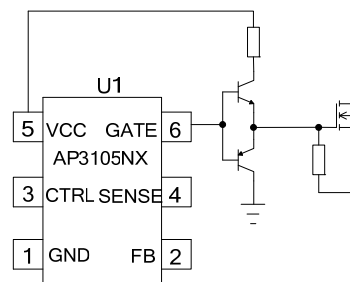 U1
5 VCC GATE 6
AP3105NX
3 CTRL SENSE 4
1 GND FB 2